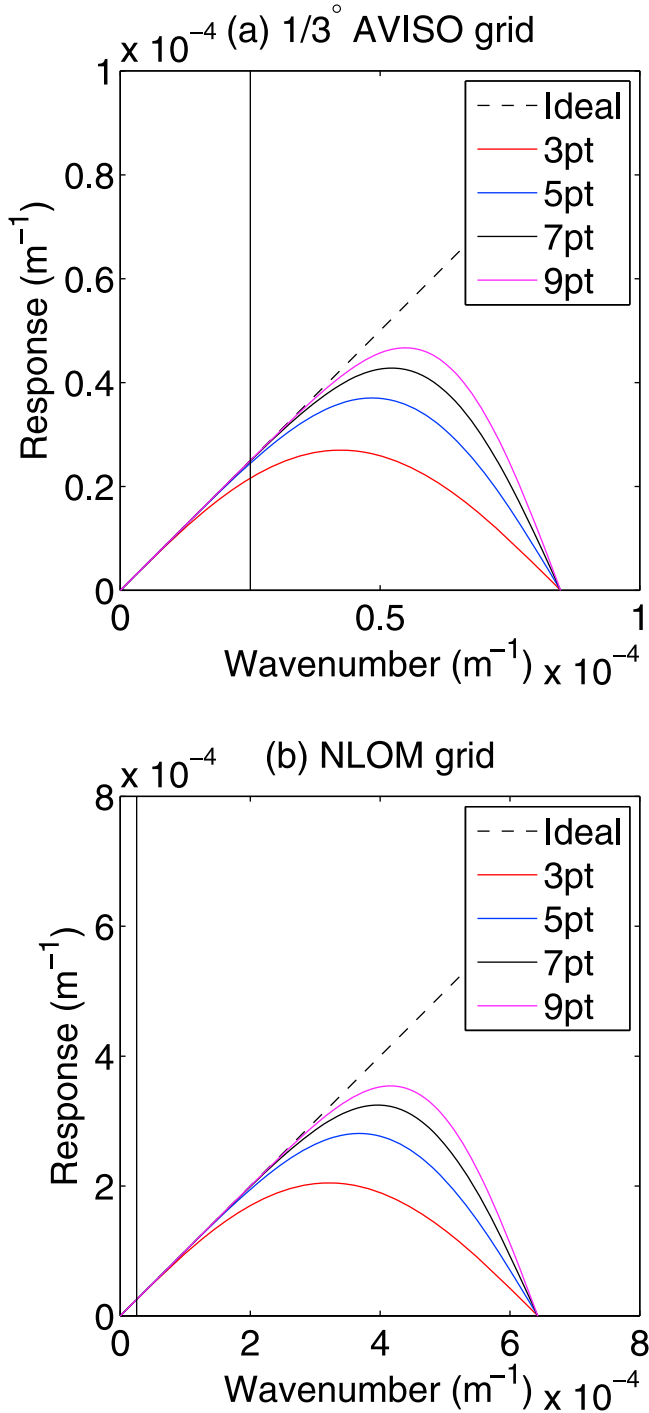 x 10⁻⁴ (a) 1/3° AVISO grid
1
0.8
0.6
0.4
0.2
0
Response (m⁻¹)
Ideal
3pt
5pt
7pt
9pt
0 0.5 1
Wavenumber (m⁻¹) x 10⁻⁴
x 10⁻⁴ (b) NLOM grid
8
6
4
2
0
Response (m⁻¹)
Ideal
3pt
5pt
7pt
9pt
0 2 4 6 8
Wavenumber (m⁻¹) x 10⁻⁴